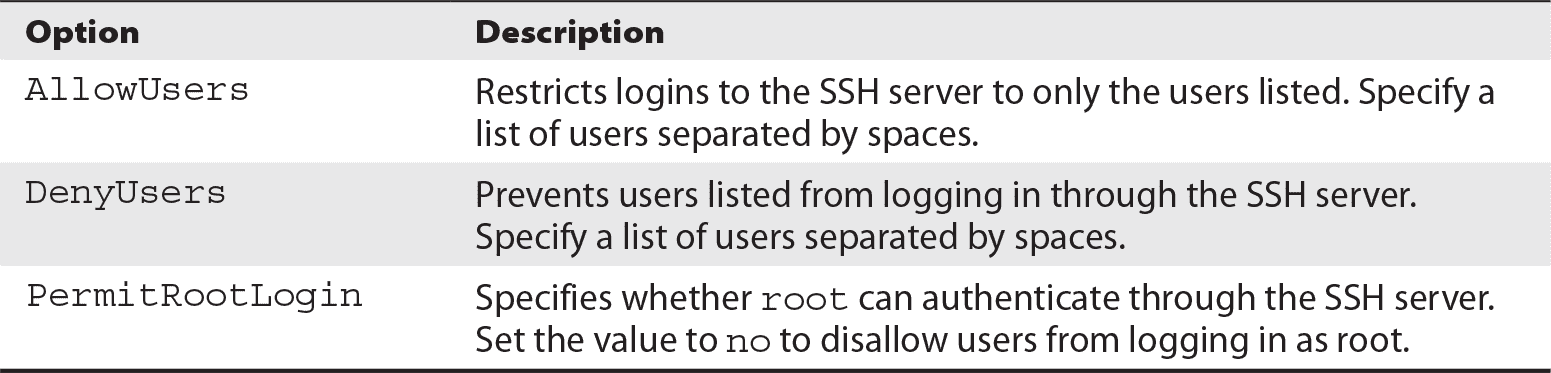 Option Description
AllowUsers Restricts logins to the SSH server to only the users listed. Specify a
list of users separated by spaces.
DenyUsers Prevents users listed from logging in through the SSH server.
Specify a list of users separated by spaces.
PermitRootLogin Specifies whether root can authenticate through the SSH server.
Set the value to no to disallow users from logging in as root.